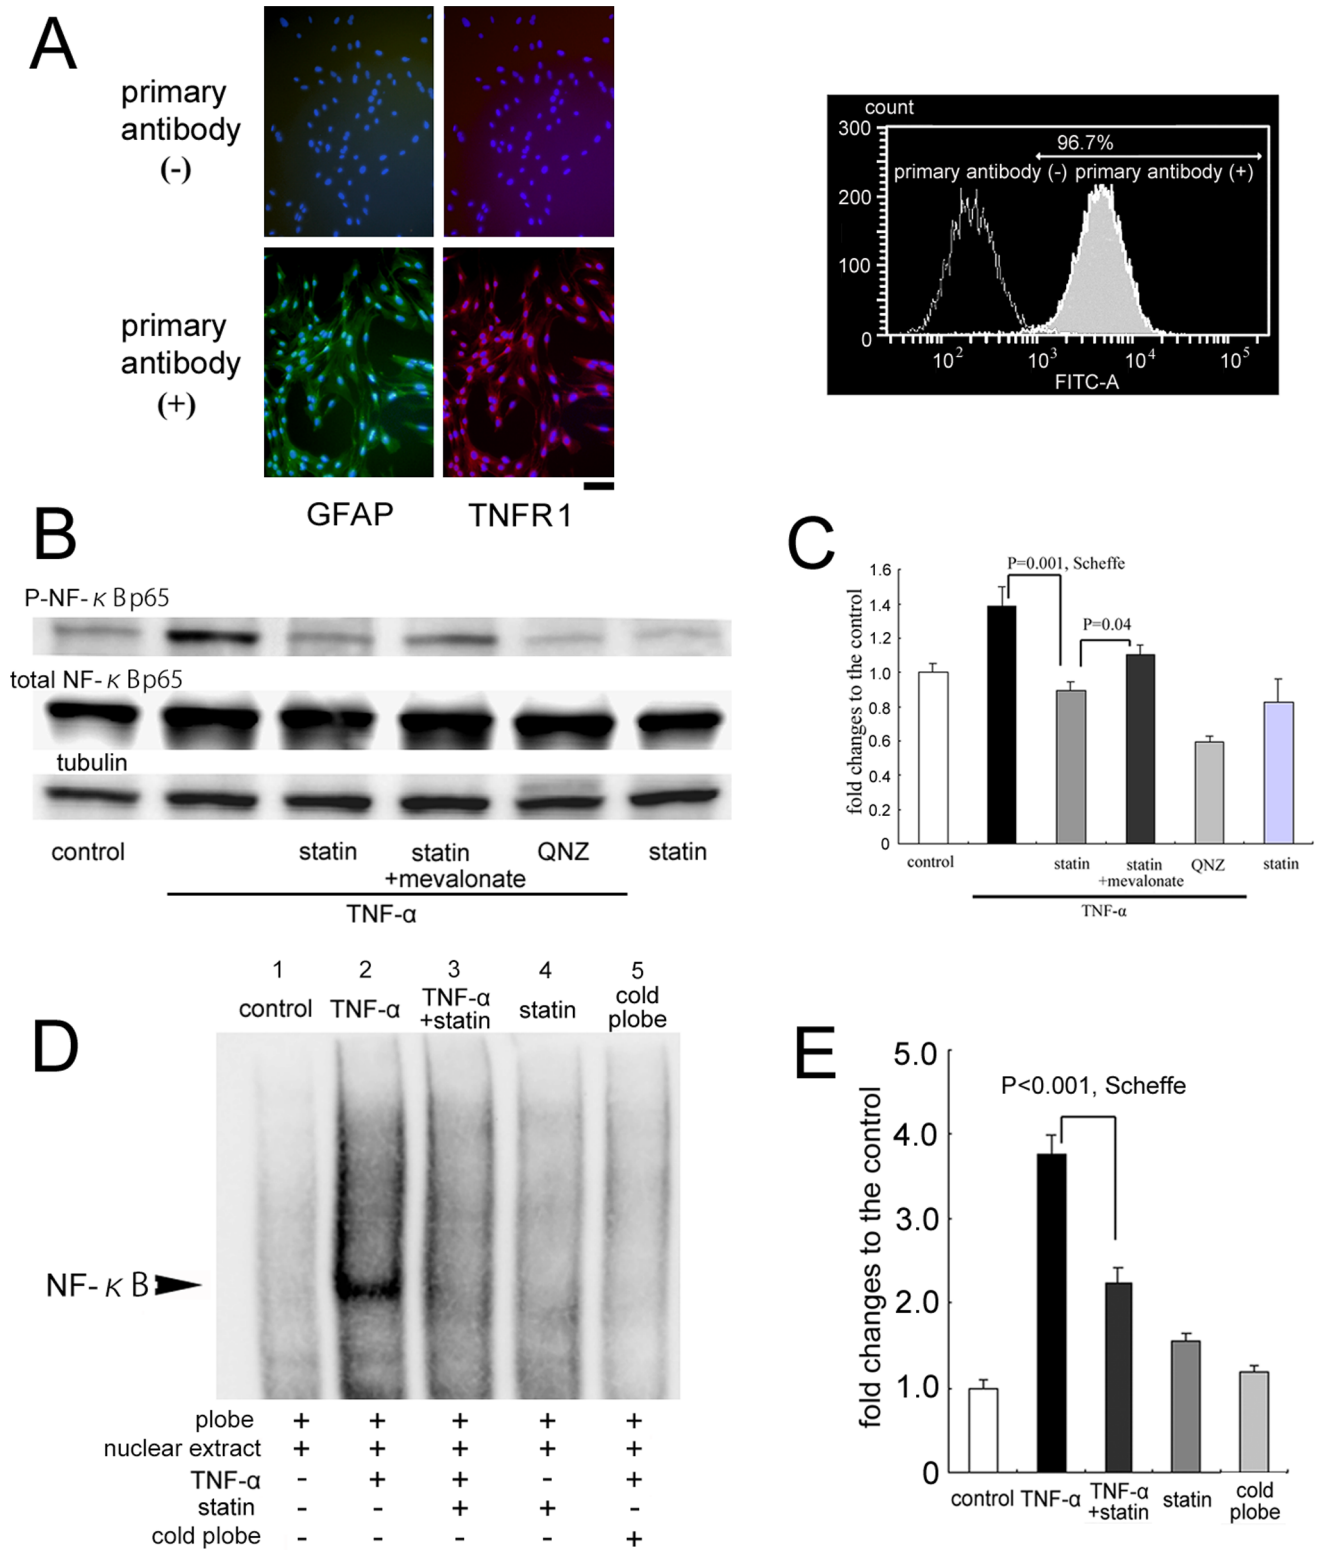 A
primary
antibody
(-)
primary
antibody
(+)
GFAP
TNFR1
count
300
200
100
0
96.7%
primary antibody (-) primary antibody (+)
10²
10³
10⁴
10⁵
FITC-A
B
P-NF-κBp65
total NF-κBp65
tubulin
control
statin
statin
+mevalonate
QNZ
statin
TNF-α
C
fold changes to the control
1.6
1.4
1.2
1.0
0.8
0.6
0.4
0.2
0
P=0.001, Scheffe
P=0.04
control
statin
statin
+mevalonate
QNZ
statin
TNF-α
D
1 2 3 4 5
control
TNF-α
TNF-α
+statin
statin
cold
plobe
NF-κB
plobe + + + + +
nuclear extract + + + + +
TNF-α - + + - +
statin - - + + -
cold plobe - - - - +
E
fold changes to the control
5.0
4.0
3.0
2.0
1.0
0
P<0.001, Scheffe
control
TNF-α
TNF-α
+statin
statin
cold
plobe